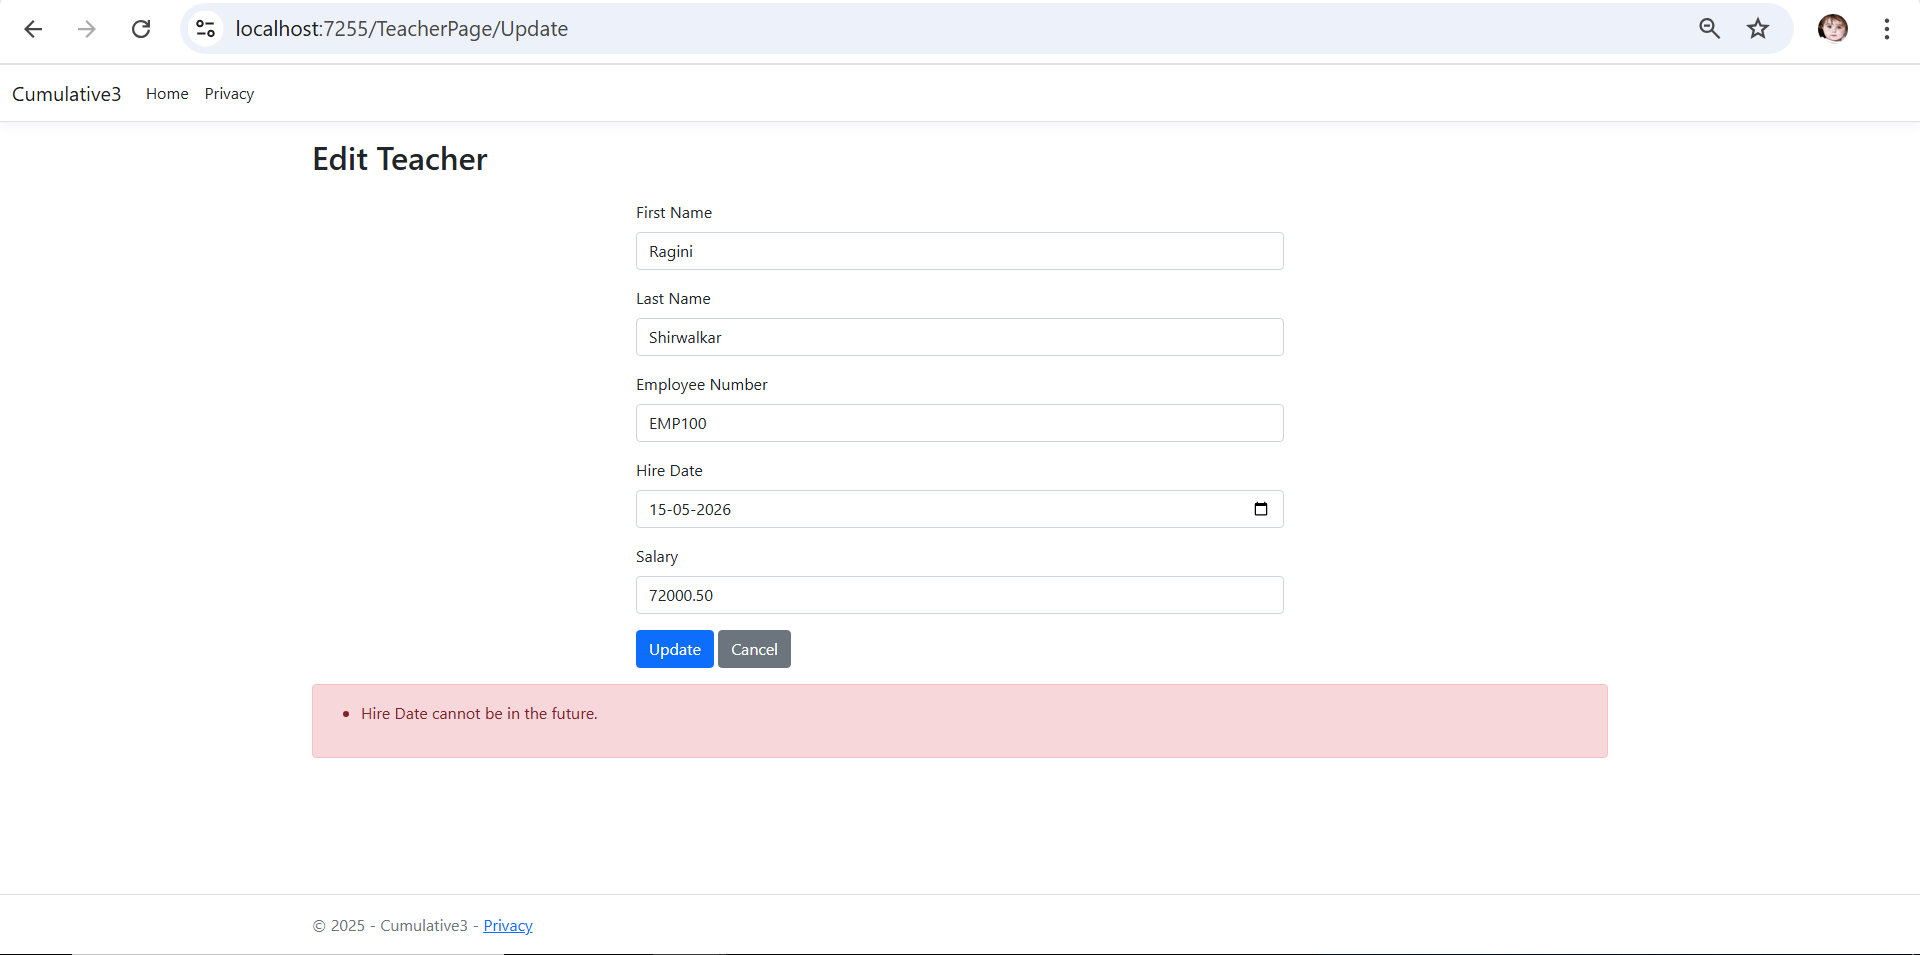 localhost:7255/TeacherPage/Update
Cumulative3 Home Privacy
Edit Teacher
First Name
Ragini
Last Name
Shirwalkar
Employee Number
EMP100
Hire Date
15-05-2026
Salary
72000.50
Update Cancel
• Hire Date cannot be in the future.
© 2025 - Cumulative3 - Privacy